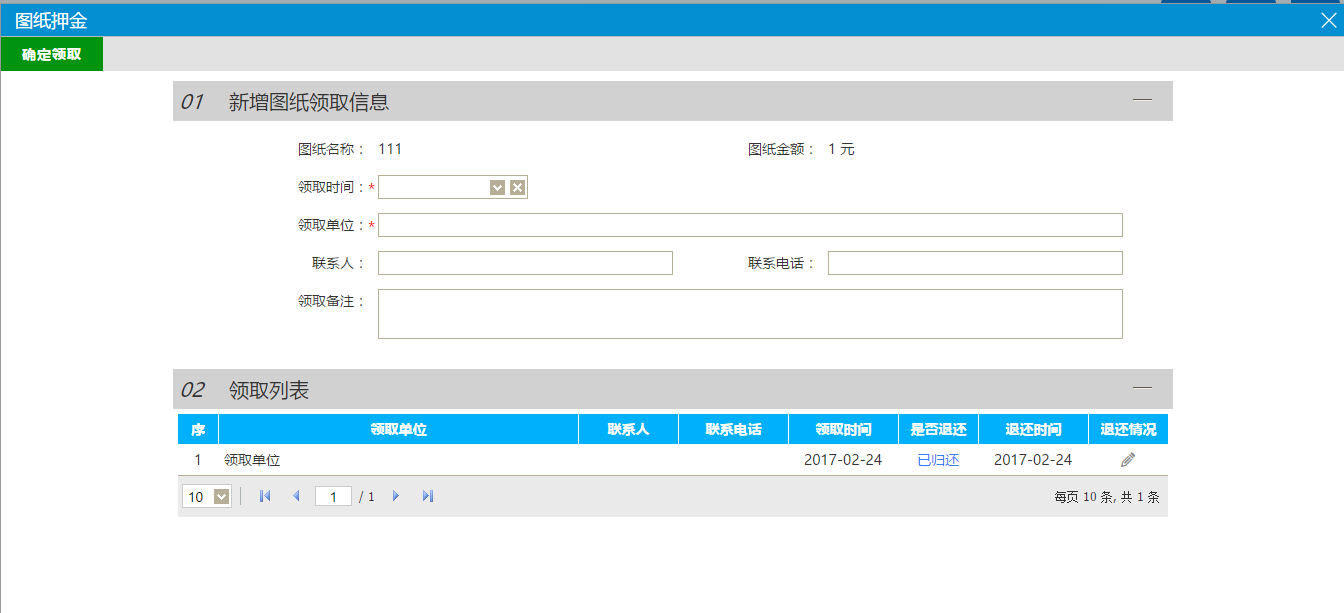 图纸押金
确定领取
01 新增图纸领取信息
图纸名称： 111 图纸金额： 1 元
领取时间：*
领取单位：*
联系人： 联系电话：
领取备注：
02 领取列表
序 领取单位 联系人 联系电话 领取时间 是否退还 退还时间 退还情况
1 领取单位 2017-02-24 已归还 2017-02-24
10 1 / 1 每页 10 条, 共 1 条